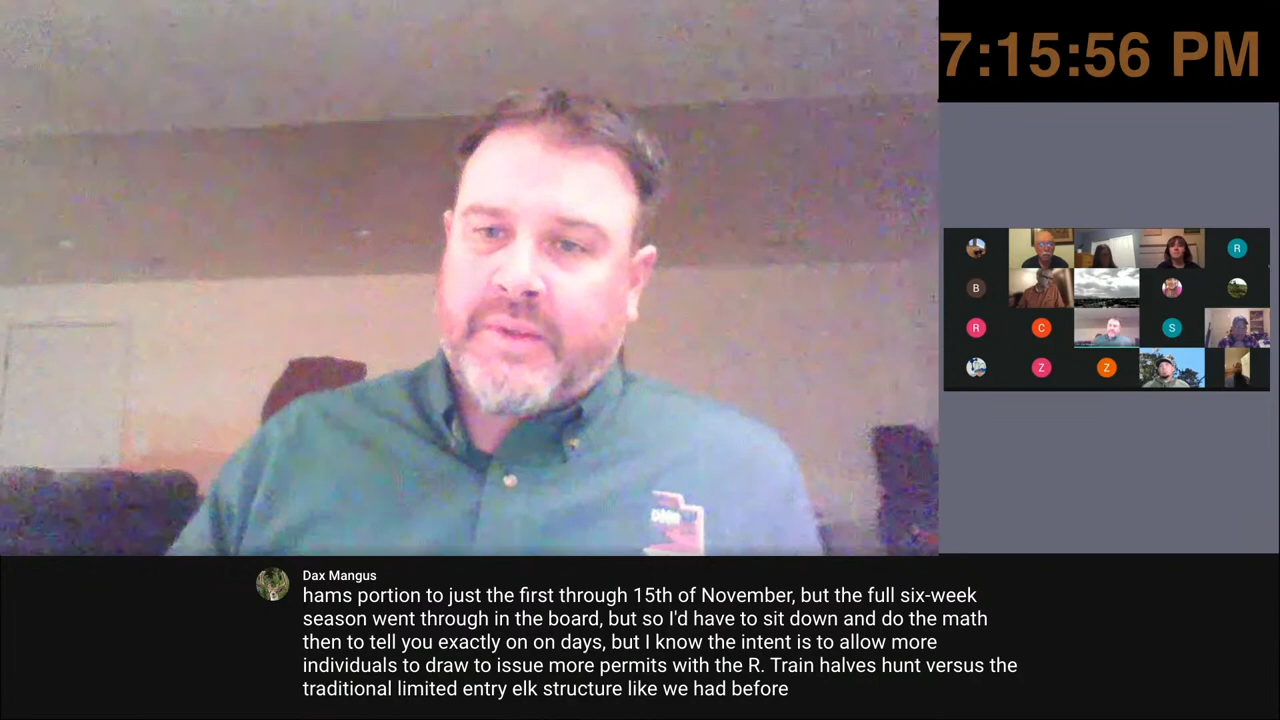 7:15:56 PM
R
B
R
C
S
Z
Z
Dax Mangus
hams portion to just the first through 15th of November, but the full six-week
season went through in the board, but so I'd have to sit down and do the math
then to tell you exactly on on days, but I know the intent is to allow more
individuals to draw to issue more permits with the R. Train halves hunt versus the
traditional limited entry elk structure like we had before